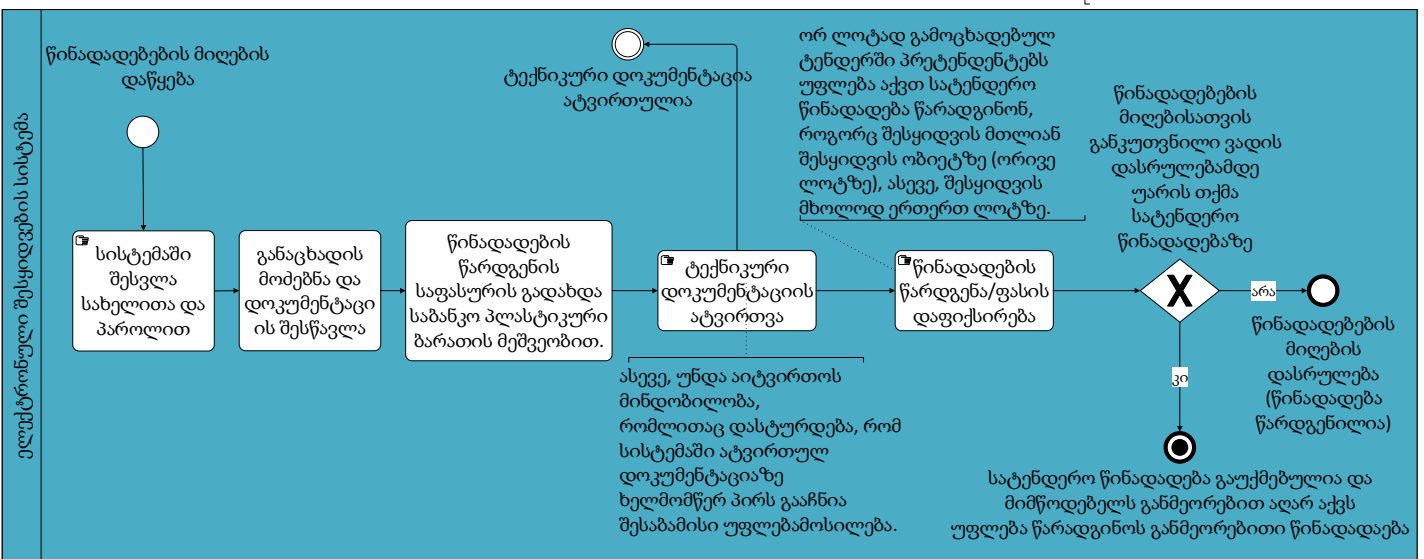 ელექტრონული შესყიდვების სისტემა
წინადადებების მიღების
დაწყება
სისტემაში
შესვლა
სახელითა და
პაროლით
განაცხადის
მოძებნა და
დოკუმენტაცი
ის შესწავლა
წინადადების
წარდგენის
საფასურის გადახდა
საბანკო პლასტიკური
ბარათის მეშვეობით.
ტექნიკური დოკუმენტაცია
ატვირთულია
ტექნიკური
დოკუმენტაციის
ატვირთვა
ასევე, უნდა აიტვირთოს
მინდობილობა,
რომლითაც დასტურდება, რომ
სისტემაში ატვირთულ
დოკუმენტაციაზე
ხელმომწერ პირს გააჩნია
შესაბამისი უფლებამოსილება.
ორ ლოტად გამოცხადებულ
ტენდერში პრეტენდენტებს
უფლება აქვთ სატენდერო
წინადადება წარადგინონ,
როგორც შესყიდვის მთლიან
შესყიდვის ობიეტზე (ორივე
ლოტზე), ასევე, შესყიდვის
მხოლოდ ერთერთ ლოტზე.
წინადადების
წარდგენა/ფასის
დაფიქსირება
წინადადებების
მიღებისათვის
განკუთვნილი ვადის
დასრულებამდე
უარის თქმა
სატენდერო
წინადადებაზე
X
არა
წინადადებების
მიღების
დასრულება
(წინადადება
წარდგენილია)
კი
სატენდერო წინადადება გაუქმებულია და
მიმწოდებელს განმეორებით აღარ აქვს
უფლება წარადგინოს განმეორებითი წინადადაება